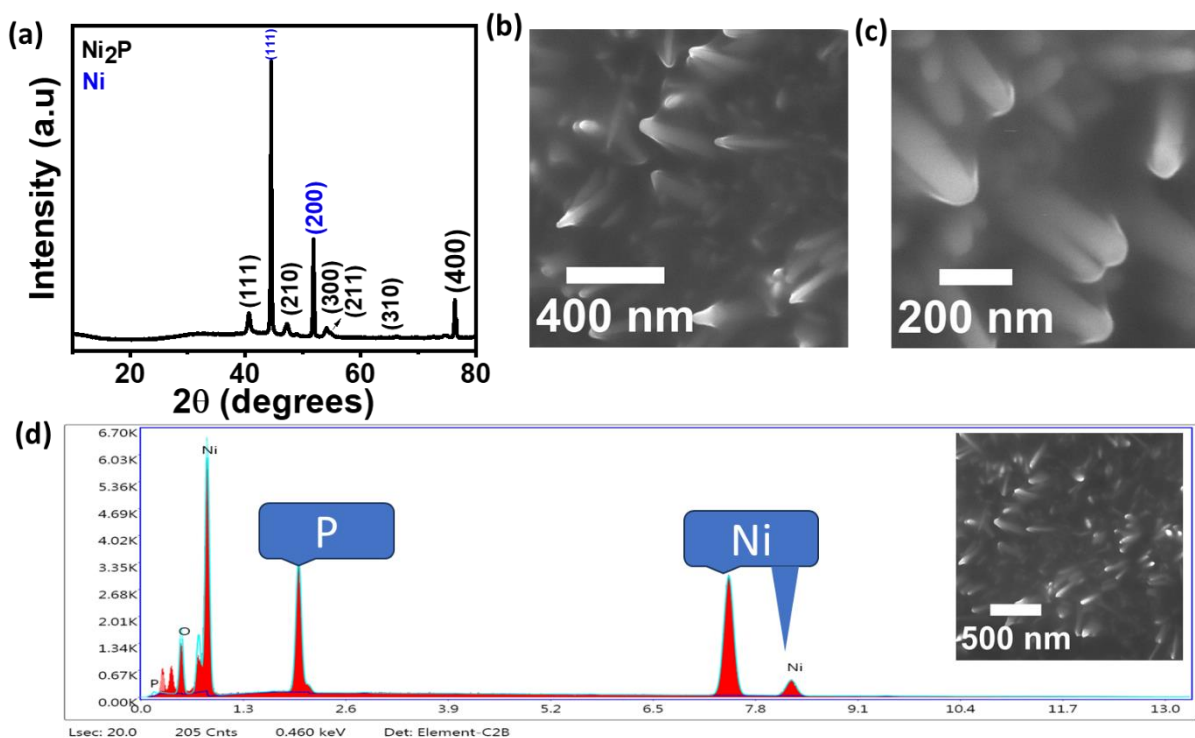 (a)
Ni2P
Ni
(111)
(111)
(210)
(200)
(300)
(211)
(310)
(400)
Intensity (a.u)
20 40 60 80
2θ (degrees)
(b)
400 nm
(c)
200 nm
(d)
6.70K
6.03K
5.36K
4.69K
4.02K
3.35K
2.68K
2.01K
1.34K
0.67K
0.00K
P
O
Ni
P
Ni
Ni
500 nm
0.0 1.3 2.6 3.9 5.2 6.5 7.8 9.1 10.4 11.7 13.0
Lsec: 20.0 205 Cnts 0.460 keV Det: Element-C2B